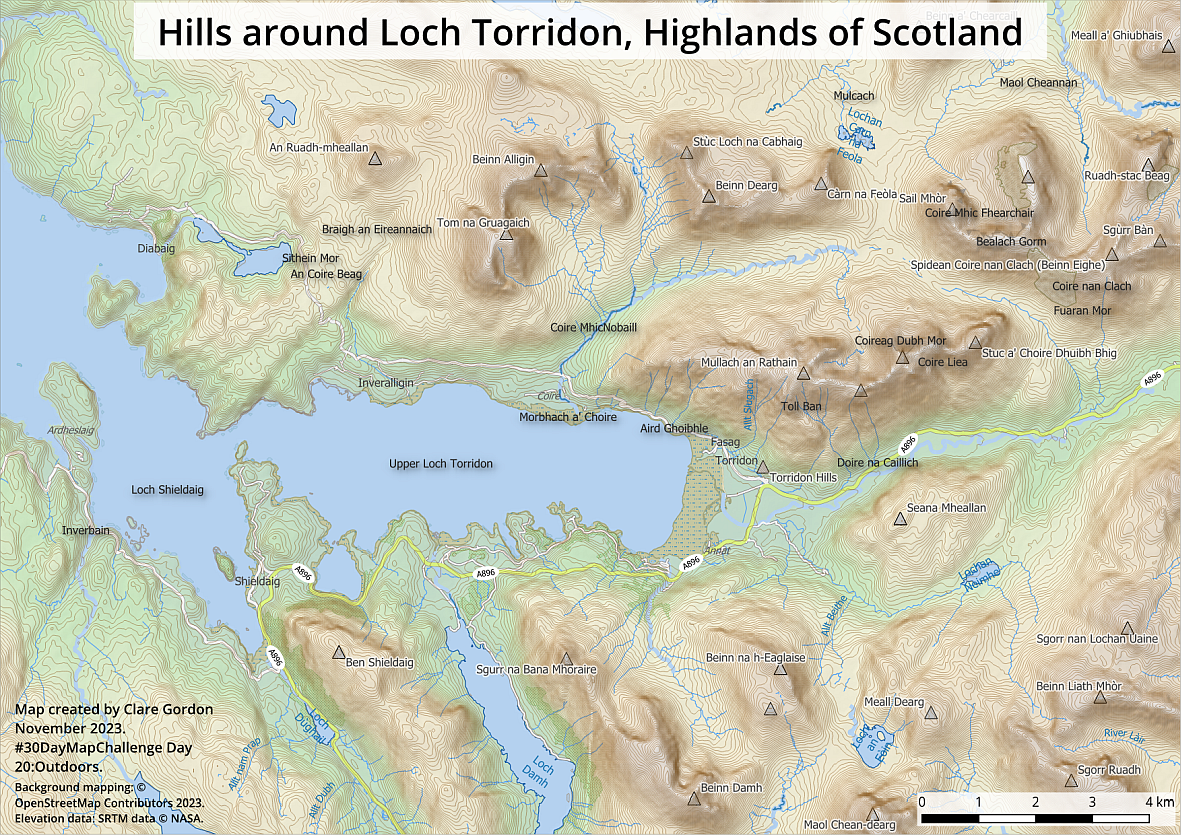 Hills around Loch Torridon, Highlands of Scotland
Beinn a' Chearcaill
Meall a' Ghiubhais
Maol Cheannan
Mulcach
Lochan
Carn
na
Feola
Stùc Loch na Cabhaig
An Ruadh-mheallan
Beinn Alligin
Beinn Dearg
Càrn na Feòla
Sail Mhòr
Ruadh-stac Beag
Coire Mhic Fhearchair
Tom na Gruagaich
Braigh an Eireannaich
Sgùrr Bàn
Bealach Gorm
Diabaig
Sithein Mor
An Coire Beag
Spidean Coire nan Clach (Beinn Eighe)
Coire nan Clach
Fuaran Mor
Coire MhicNobaill
Coireag Dubh Mor
Stuc a' Choire Dhuibh Bhig
Mullach an Rathain
Coire Liea
A896
Inveralligin
Coire
Allt Slugach
Toll Ban
Morbhach a' Choire
Aird Ghoibhle
Ardheslaig
Fasag
A896
Torridon
Doire na Caillich
Upper Loch Torridon
Torridon Hills
Loch Shieldaig
Seana Mheallan
Inverbain
Annat
A896
A896
A896
Shieldaig
Lochan
Neimhe
Allt Beithe
A896
Ben Shieldaig
Sgurr na Bana Mhoraire
Beinn na h-Eaglaise
Sgorr nan Lochan Uaine
Beinn Liath Mhòr
Meall Dearg
Map created by Clare Gordon
November 2023.
#30DayMapChallenge Day
20:Outdoors.
Background mapping: ©
OpenStreetMap Contributors 2023.
Elevation data: SRTM data © NASA.
Loch
Dughaill
Allt nam Prap
Allt Dubh
Loch
Damh
Loch
an
Eòin
River Lair
Sgorr Ruadh
Beinn Damh
Maol Chean-dearg
0 1 2 3 4 km